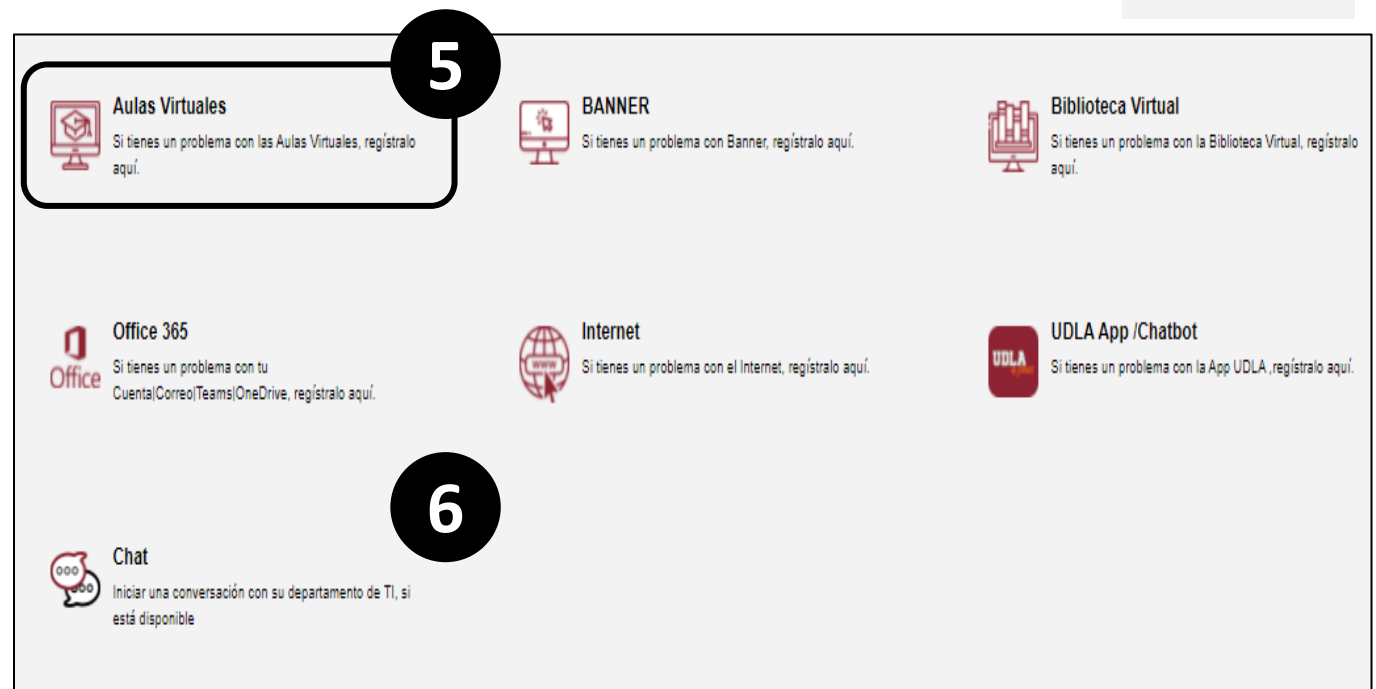 5
Aulas Virtuales
Si tienes un problema con las Aulas Virtuales, regístralo
aquí.
BANNER
Si tienes un problema con Banner, regístralo aquí.
Biblioteca Virtual
Si tienes un problema con la Biblioteca Virtual, regístralo
aquí.
Office
Office 365
Si tienes un problema con tu
Cuenta|Correo|Teams|OneDrive, regístralo aquí.
www
Internet
Si tienes un problema con el Internet, regístralo aquí.
UDLA
UDLA App /Chatbot
Si tienes un problema con la App UDLA ,regístralo aquí.
6
Chat
Iniciar una conversación con su departamento de TI, si
está disponible